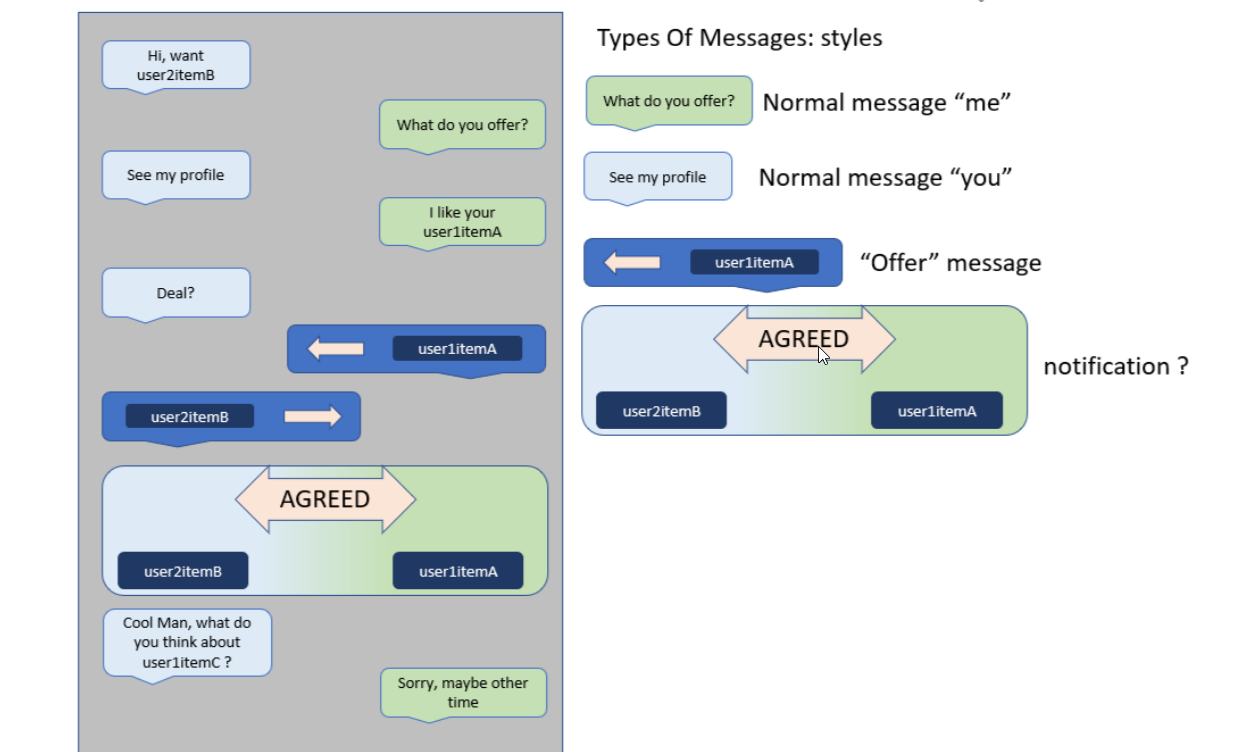 Hi, want
user2itemB
What do you offer?
See my profile
I like your
user1itemA
Deal?
user1itemA
user2itemB
AGREED
user2itemB
user1itemA
Cool Man, what do
you think about
user1itemC ?
Sorry, maybe other
time
Types Of Messages: styles
What do you offer?
Normal message “me”
See my profile
Normal message “you”
user1itemA
“Offer” message
AGREED
user2itemB
user1itemA
notification ?